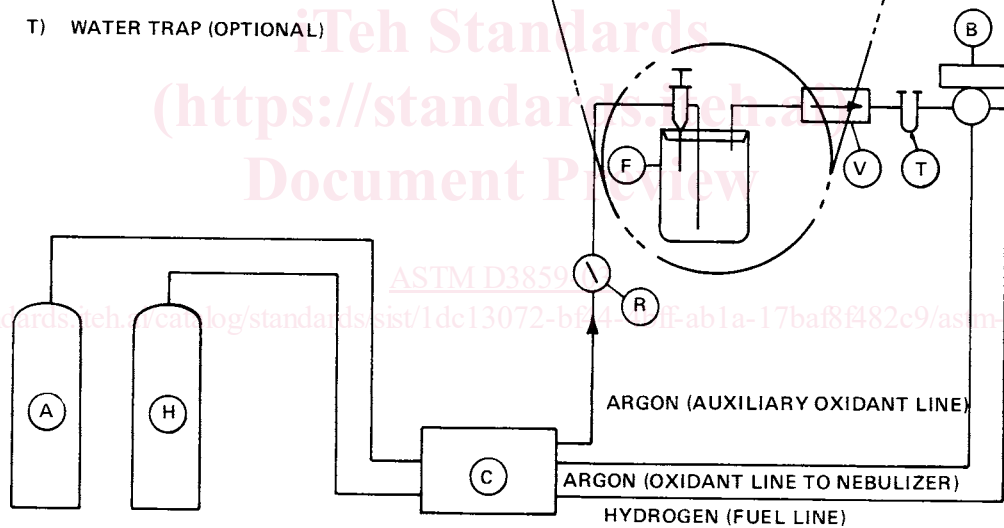 T) WATER TRAP (OPTIONAL)
iTeh Standards
(https://standards.iteh.ai)
Document Preview
B
F
V
T
ASTM D3859
R
A
H
C
ARGON (AUXILIARY OXIDANT LINE)
ARGON (OXIDANT LINE TO NEBULIZER)
HYDROGEN (FUEL LINE)